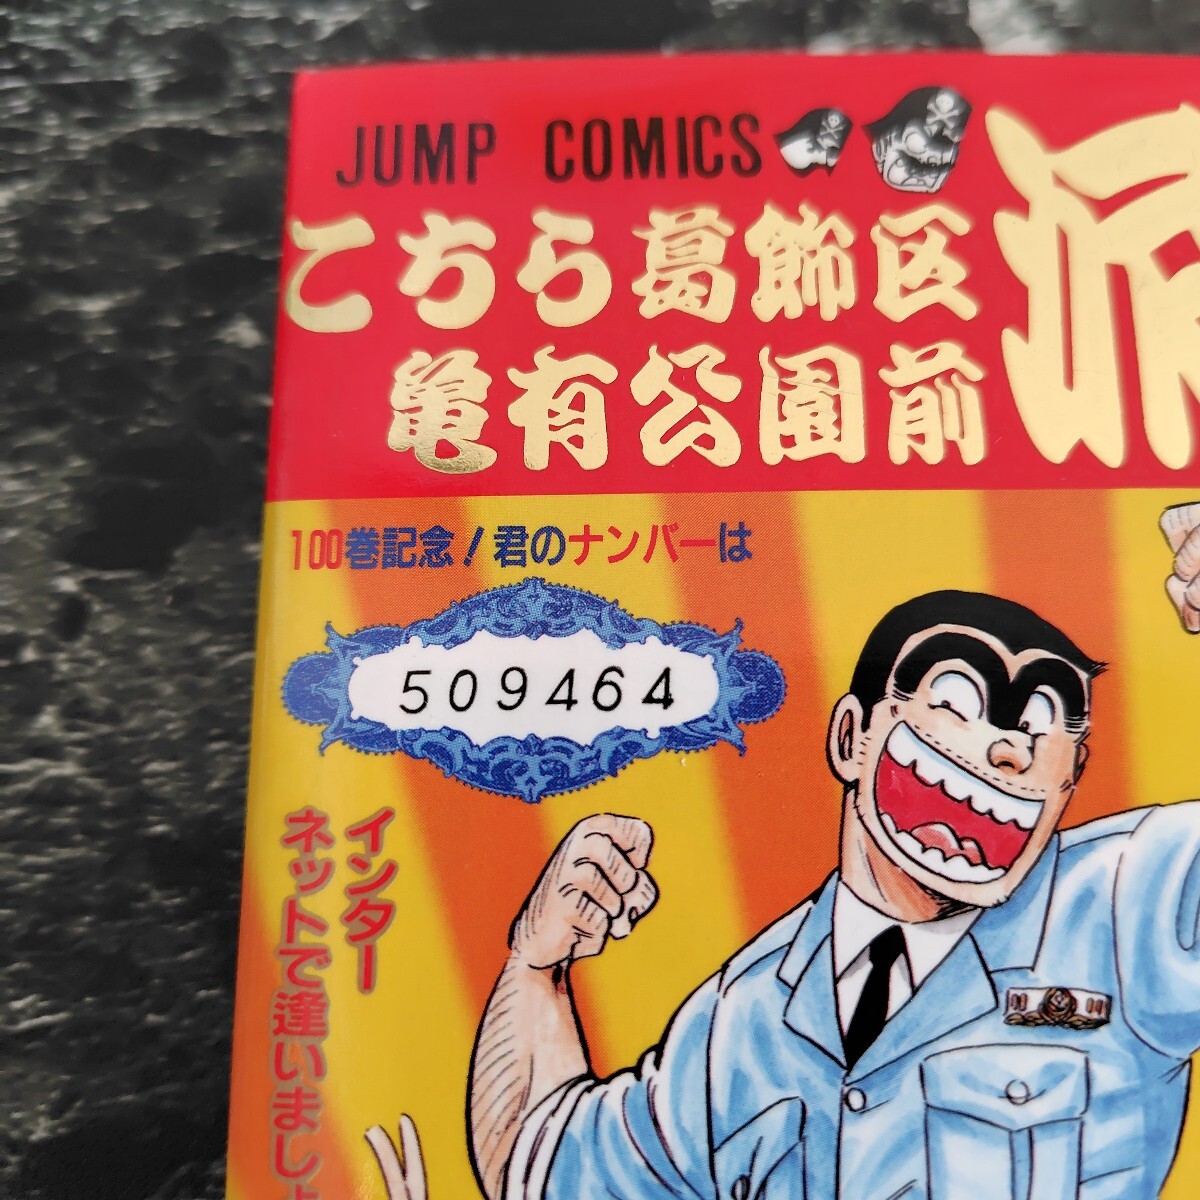 JUMP COMICS
こちら葛飾区
亀有公園前派
100巻記念!君のナンバーは
509464
インター
ネットで逢いまし